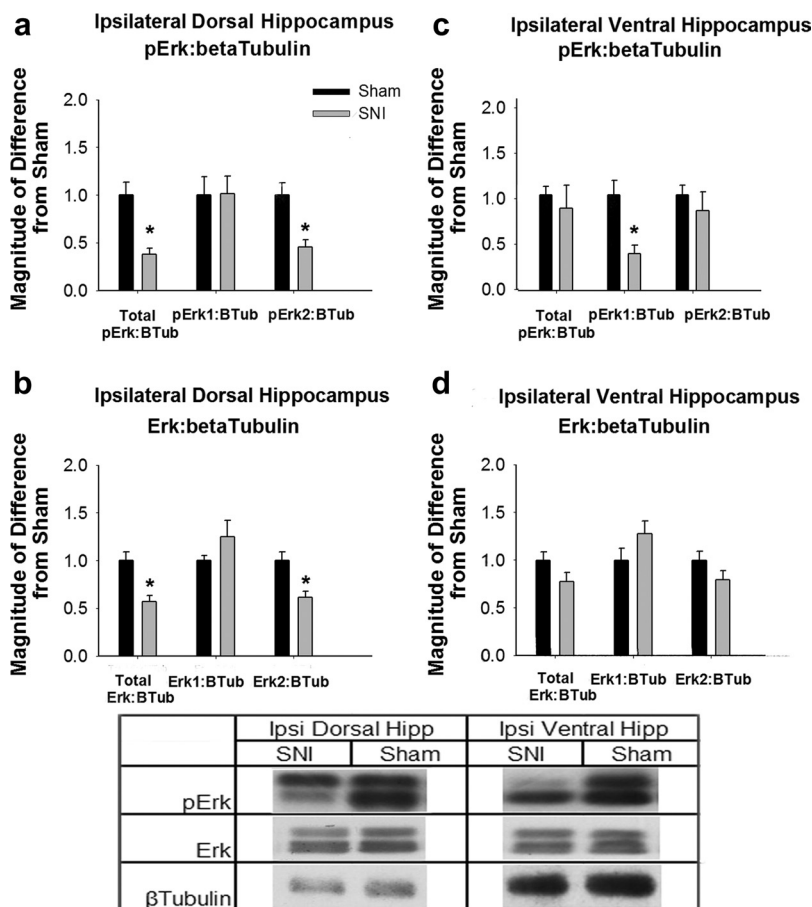 a
Ipsilateral Dorsal Hippocampus
pErk:betaTubulin
Magnitude of Difference
from Sham
2.0
1.5
1.0
0.5
0.0
Sham
SNI
*
*
Total
pErk:BTub
pErk1:BTub
pErk2:BTub
c
Ipsilateral Ventral Hippocampus
pErk:betaTubulin
Magnitude of Difference
from Sham
2.0
1.5
1.0
0.5
0.0
*
Total
pErk:BTub
pErk1:BTub
pErk2:BTub
b
Ipsilateral Dorsal Hippocampus
Erk:betaTubulin
Magnitude of Difference
from Sham
2.0
1.5
1.0
0.5
0.0
*
*
Total
Erk:BTub
Erk1:BTub
Erk2:BTub
d
Ipsilateral Ventral Hippocampus
Erk:betaTubulin
Magnitude of Difference
from Sham
2.0
1.5
1.0
0.5
0.0
Total
Erk:BTub
Erk1:BTub
Erk2:BTub
Ipsi Dorsal Hipp Ipsi Ventral Hipp
SNI Sham SNI Sham
pErk
Erk
βTubulin